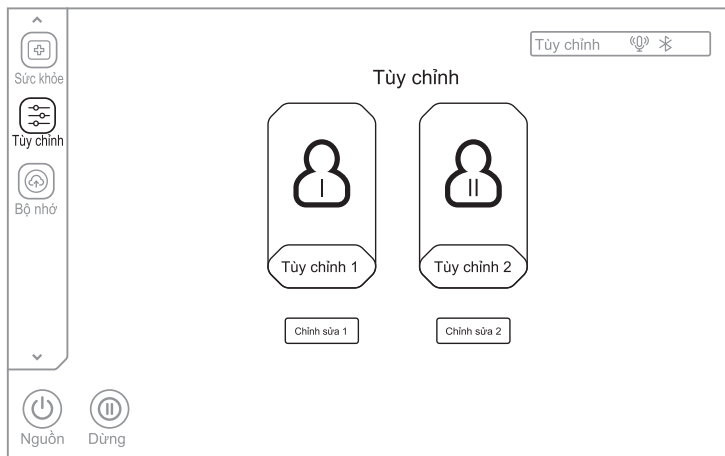 Tùy chỉnh
Sức khỏe
Tùy chỉnh
Tùy chỉnh
I
II
Tùy chỉnh 1
Tùy chỉnh 2
Bộ nhớ
Chỉnh sửa 1
Chỉnh sửa 2
Nguồn
Dừng